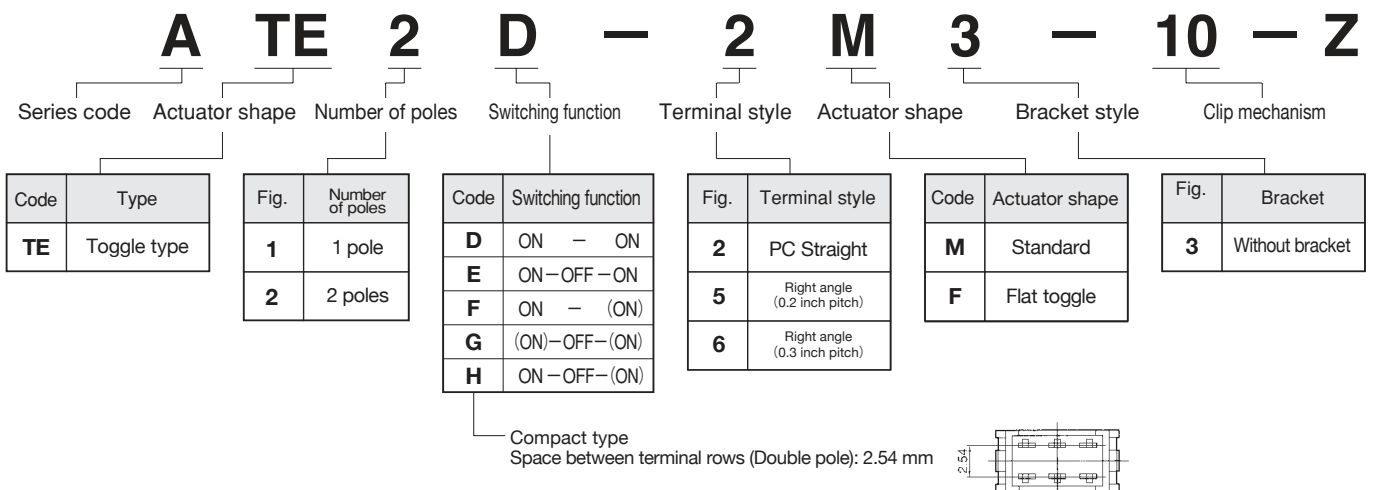 A TE 2 D － 2 M 3 － 10 － Z
Series code Actuator shape Number of poles Switching function Terminal style Actuator shape Bracket style Clip mechanism
Code Type
TE Toggle type
Fig. Number of poles
1 1 pole
2 2 poles
Code Switching function
D ON － ON
E ON－OFF－ON
F ON － (ON)
G (ON)－OFF－(ON)
H ON－OFF－(ON)
Fig. Terminal style
2 PC Straight
5 Right angle
(0.2 inch pitch)
6 Right angle
(0.3 inch pitch)
Code Actuator shape
M Standard
F Flat toggle
Fig. Bracket
3 Without bracket
Compact type
Space between terminal rows (Double pole): 2.54 mm
2.54